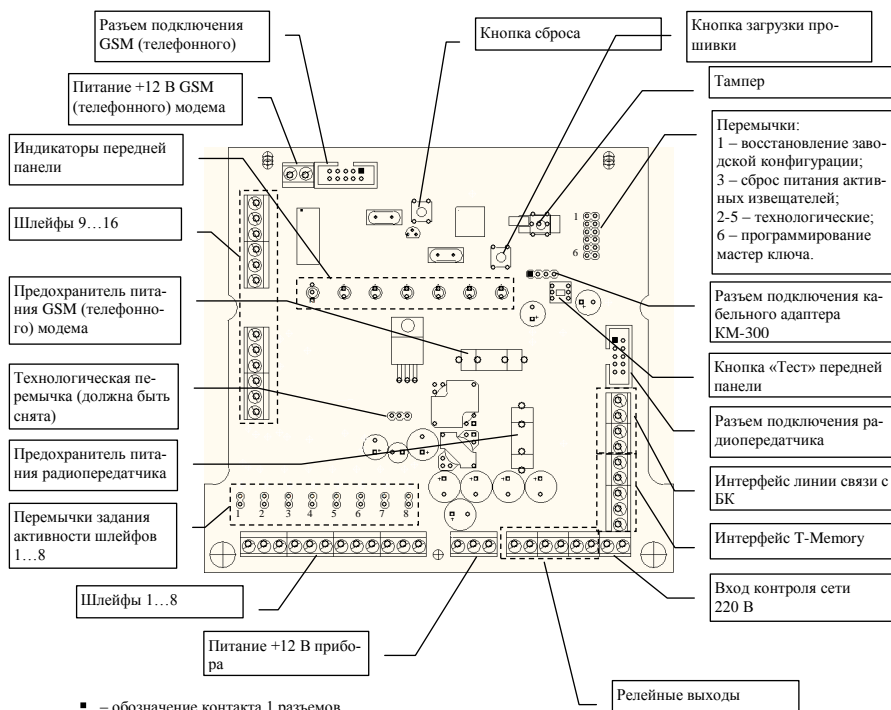 Разъем подключения
GSM (телефонного)
Кнопка сброса
Кнопка загрузки про-
шивки
Питание +12 В GSM
(телефонного) модема
Тампер
Индикаторы передней
панели
Перемычки:
1 – восстановление заво-
дской конфигурации;
3 – сброс питания актив-
ных извещателей;
2-5 – технологические;
6 – программирование
мастер ключа.
Шлейфы 9…16
1
6
Предохранитель пита-
ния GSM (телефонно-
го) модема
Разъем подключения ка-
бельного адаптера
КМ-300
Технологическая пе-
ремычка (должна быть
снята)
Кнопка «Тест» передней
панели
Разъем подключения ра-
диопередатчика
Предохранитель пита-
ния радиопередатчика
Интерфейс линии связи с
БК
Перемычки задания
активности шлейфов
1…8
1 2 3 4 5 6 7 8
Интерфейс T-Memory
Вход контроля сети
220 В
Шлейфы 1…8
Питание +12 В прибо-
ра
Релейные выходы
■ – обозначение контакта 1 разъемов